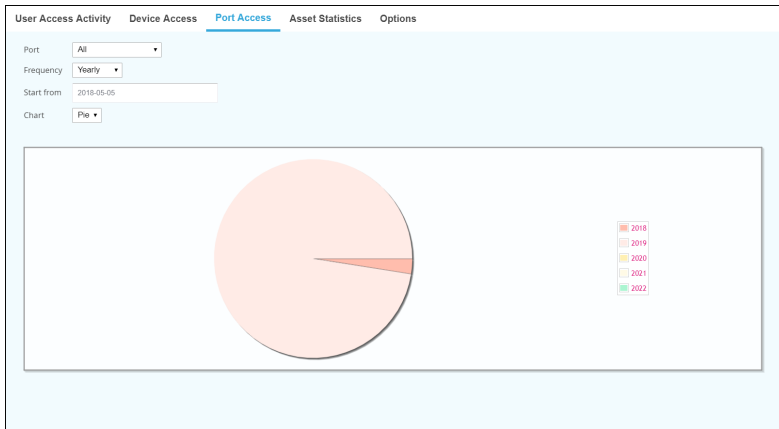 User Access Activity Device Access Port Access Asset Statistics Options
Port All
Frequency Yearly
Start from 2018-05-05
Chart Pie
2018
2019
2020
2021
2022